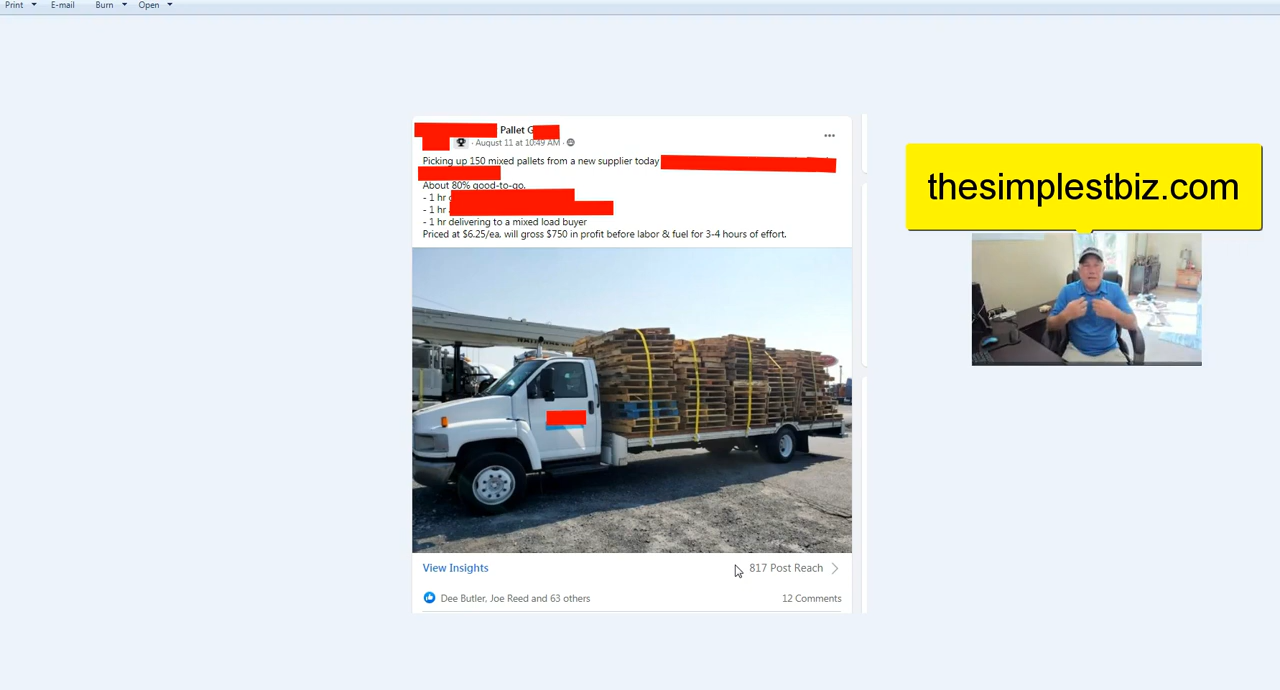 Print E-mail Burn Open
Pallet G
August 11 at 10:49 AM
Picking up 150 mixed pallets from a new supplier today
About 80% good-to-go.
- 1 hr
- 1 hr
- 1 hr delivering to a mixed load buyer
Priced at $6.25/ea, will gross $750 in profit before labor & fuel for 3-4 hours of effort.
thesimplestbiz.com
View Insights
817 Post Reach
Dee Butler, Joe Reed and 63 others
12 Comments